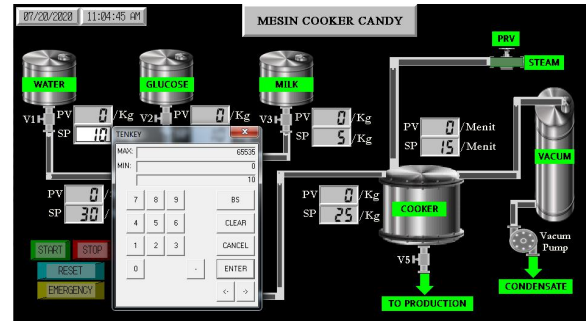 07/20/2020 11:04:45 AM
MESIN COOKER CANDY
PRV
STEAM
WATER
GLUCOSE
MILK
V1 PV 0 /Kg
SP 10
V2 PV 0 /Kg
V3 PV 0 /Kg
SP 5 /Kg
PV 0 /Menit
SP 15 /Menit
VACUM
TENKEY
MAX: 65535
MIN: 0
10
7 8 9 BS
4 5 6 CLEAR
1 2 3 CANCEL
0 - ENTER
<- ->
PV 0 /
SP 30 /
PV 0 /Kg
SP 25 /Kg
COOKER
START STOP
RESET
EMERGENCY
V5
Vacum
Pump
TO PRODUCTION
CONDENSATE